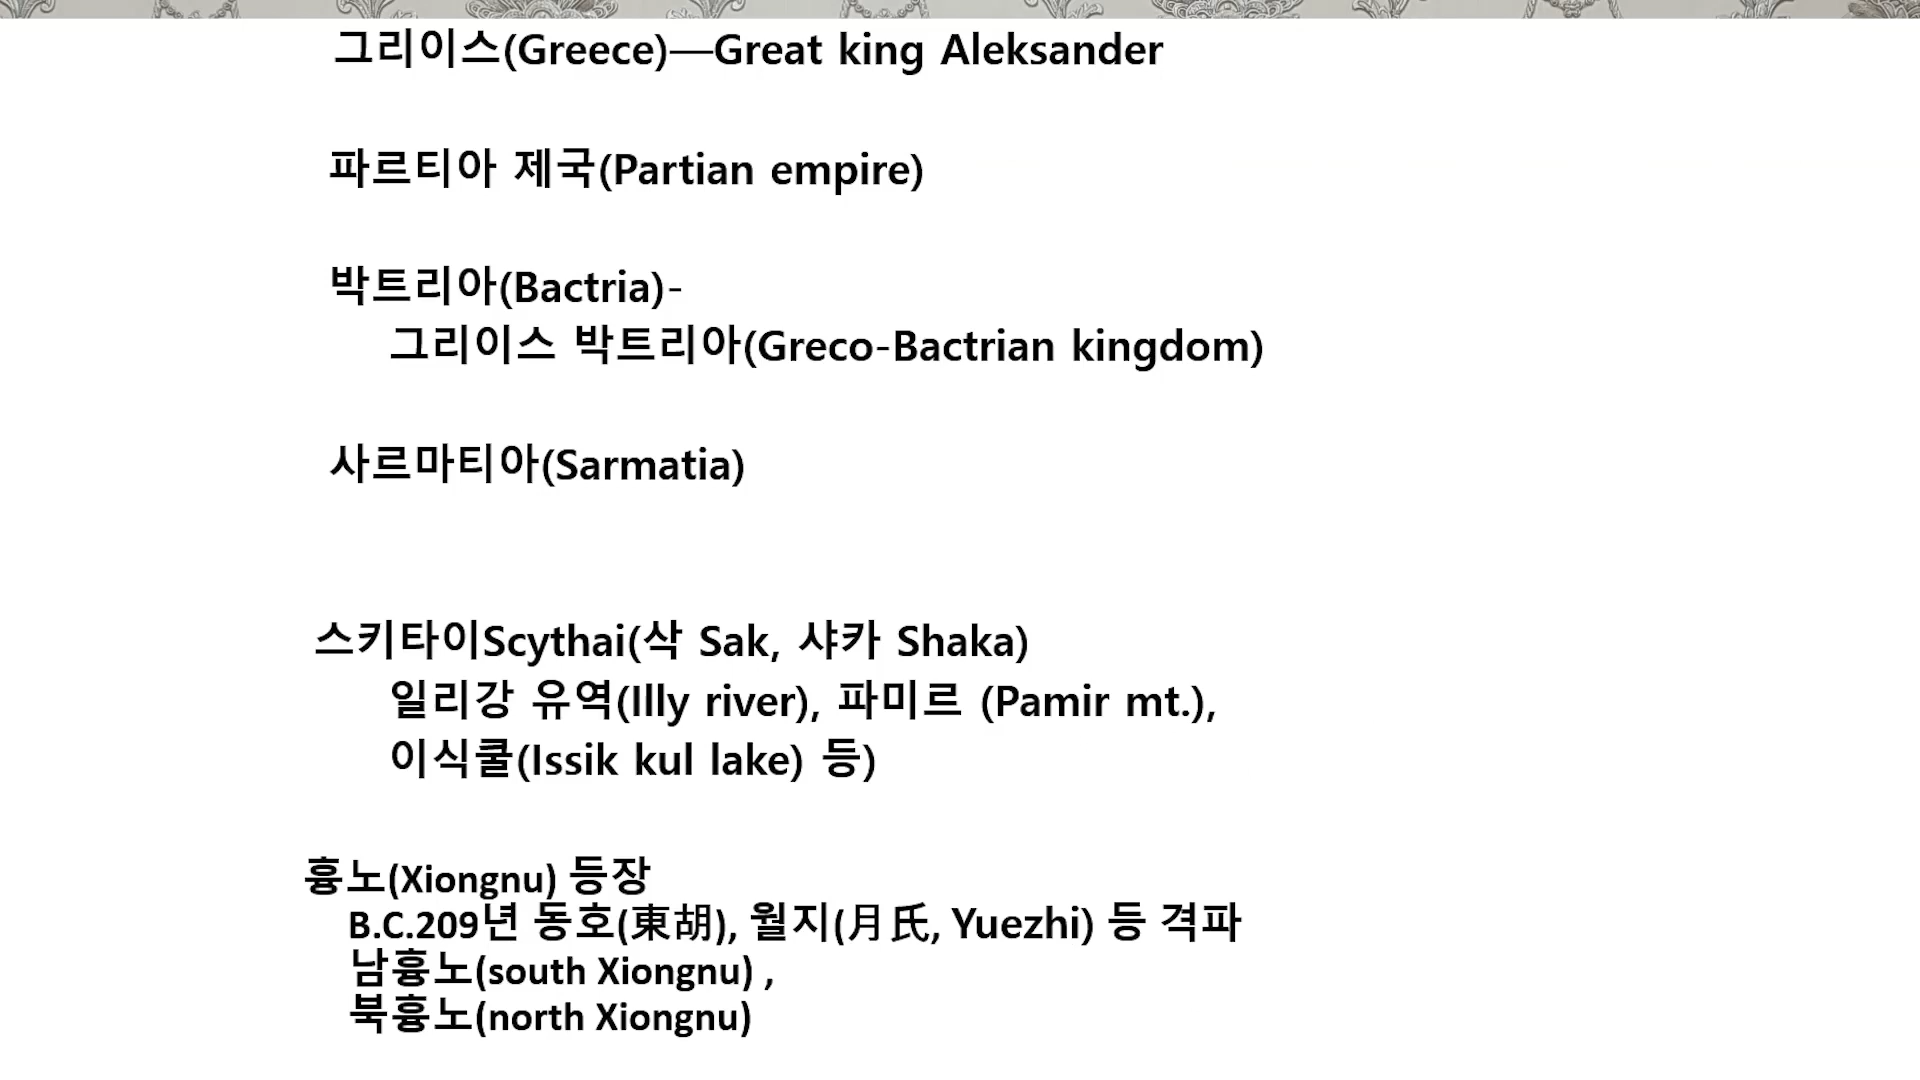 그리이스(Greece)—Great king Aleksander
파르티아 제국(Partian empire)
박트리아(Bactria)-
그리이스 박트리아(Greco-Bactrian kingdom)
사르마티아(Sarmatia)
스키타이Scythai(삭 Sak, 샤카 Shaka)
일리강 유역(Illy river), 파미르 (Pamir mt.),
이식쿨(Issik kul lake) 등)
흉노(Xiongnu) 등장
B.C.209년 동호(東胡), 월지(月氏, Yuezhi) 등 격파
남흉노(south Xiongnu) ,
북흉노(north Xiongnu)